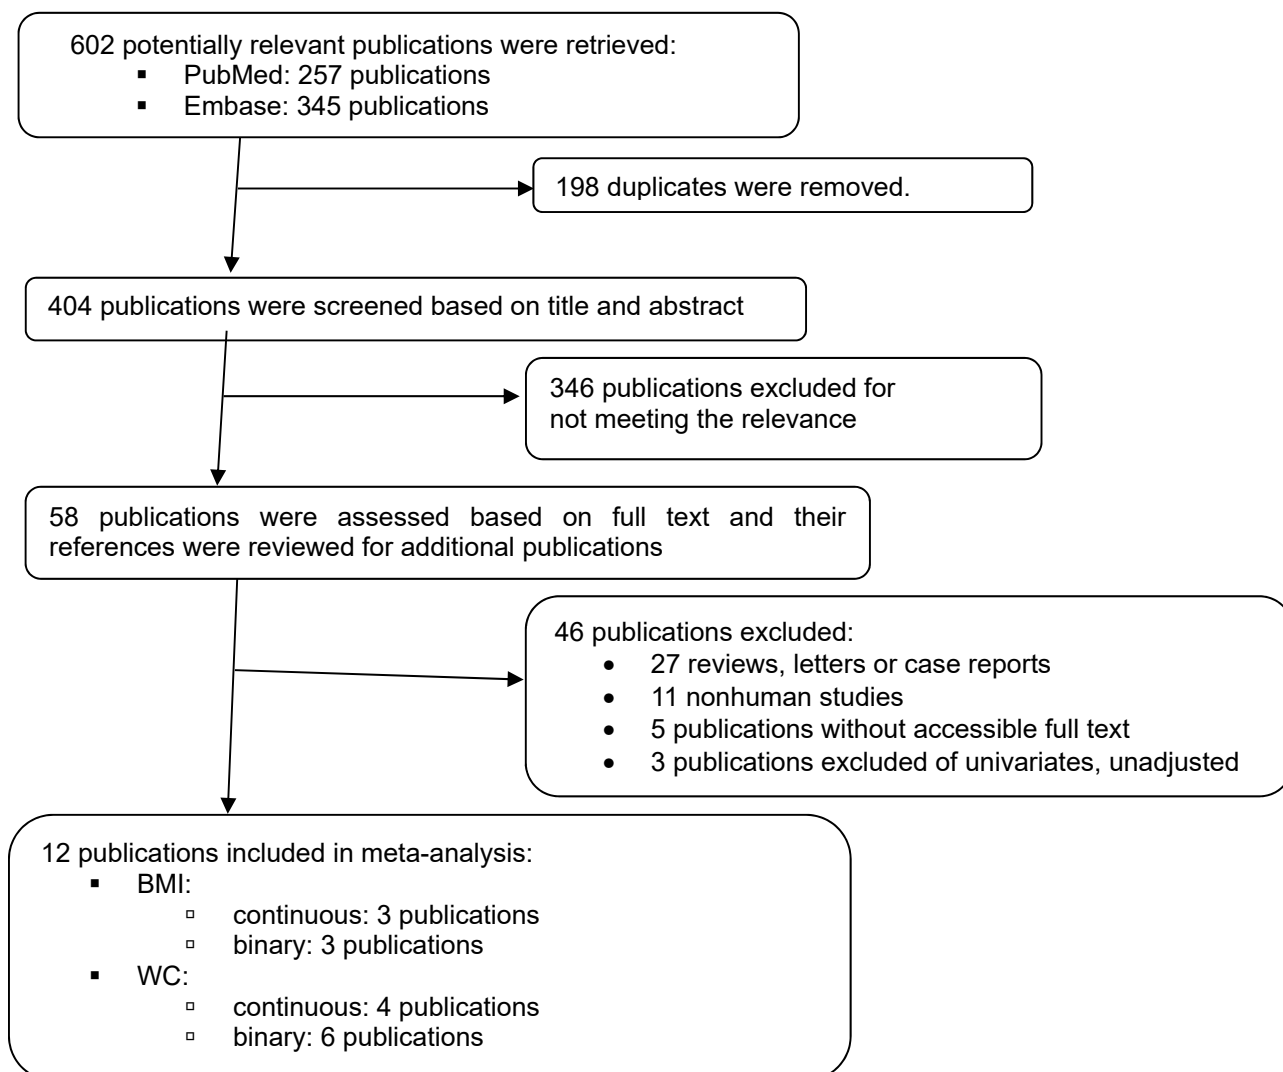 602 potentially relevant publications were retrieved:
▪ PubMed: 257 publications
▪ Embase: 345 publications
198 duplicates were removed.
404 publications were screened based on title and abstract
346 publications excluded for
not meeting the relevance
58 publications were assessed based on full text and their
references were reviewed for additional publications
46 publications excluded:
• 27 reviews, letters or case reports
• 11 nonhuman studies
• 5 publications without accessible full text
• 3 publications excluded of univariates, unadjusted
12 publications included in meta-analysis:
▪ BMI:
▫ continuous: 3 publications
▫ binary: 3 publications
▪ WC:
▫ continuous: 4 publications
▫ binary: 6 publications